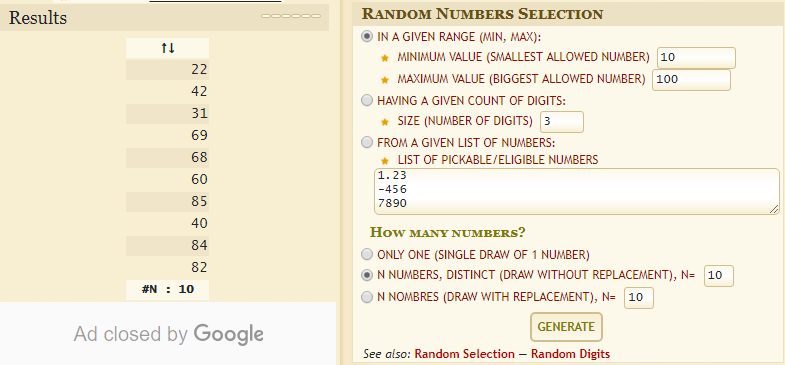 Results
↑↓
22
42
31
69
68
60
85
40
84
82
#N : 10
Ad closed by Google
RANDOM NUMBERS SELECTION
IN A GIVEN RANGE (MIN, MAX):
MINIMUM VALUE (SMALLEST ALLOWED NUMBER) 10
MAXIMUM VALUE (BIGGEST ALLOWED NUMBER) 100
HAVING A GIVEN COUNT OF DIGITS:
SIZE (NUMBER OF DIGITS) 3
FROM A GIVEN LIST OF NUMBERS:
LIST OF PICKABLE/ELIGIBLE NUMBERS
1.23
-456
7890
HOW MANY NUMBERS?
ONLY ONE (SINGLE DRAW OF 1 NUMBER)
N NUMBERS, DISTINCT (DRAW WITHOUT REPLACEMENT), N= 10
N NOMBRES (DRAW WITH REPLACEMENT), N= 10
GENERATE
See also: Random Selection — Random Digits